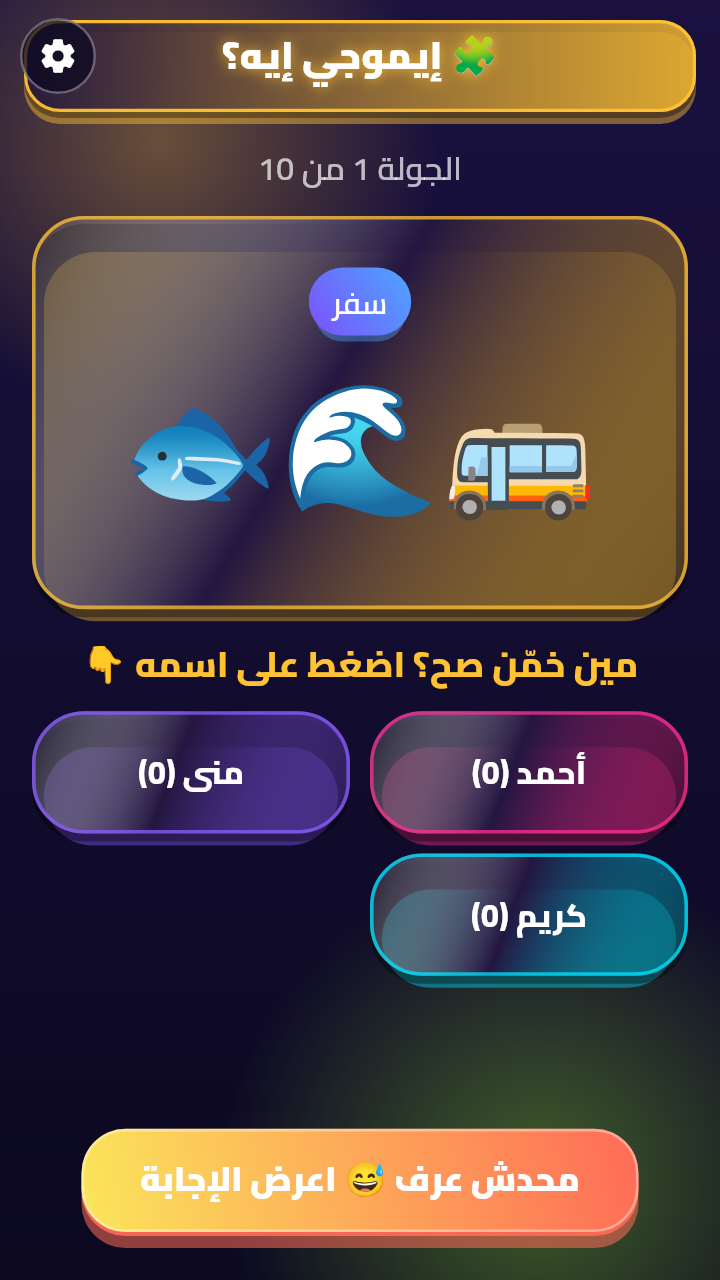 🧩 إيموجي إيه؟
الجولة 1 من 10
سفر
مين خمّن صح؟ اضغط على اسمه 👇
أحمد (0)
منى (0)
كريم (0)
محدش عرف 😅 اعرض الإجابة